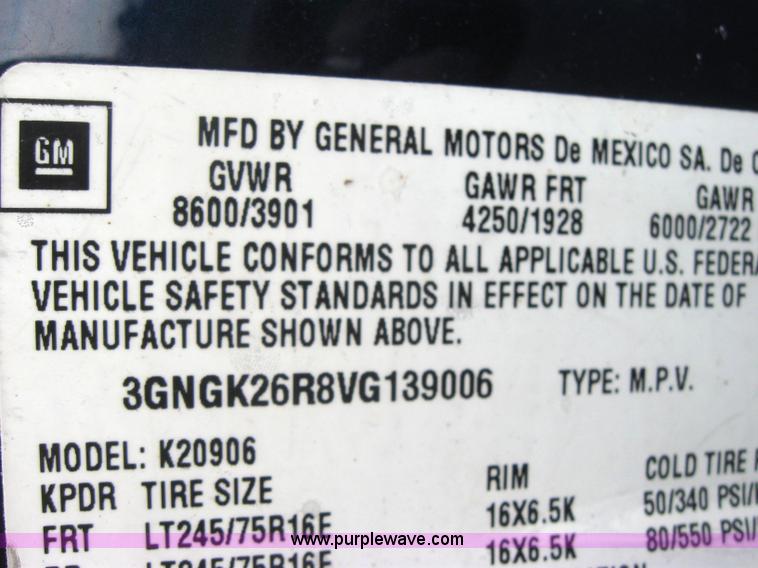 GM
MFD BY GENERAL MOTORS De MEXICO SA. De
GVWR GAWR FRT GAWR
8600/3901 4250/1928 6000/2722
THIS VEHICLE CONFORMS TO ALL APPLICABLE U.S. FEDERA
VEHICLE SAFETY STANDARDS IN EFFECT ON THE DATE OF
MANUFACTURE SHOWN ABOVE.
3GNGK26R8VG139006 TYPE: M.P.V.
MODEL: K20906
KPDR TIRE SIZE RIM COLD TIRE
FRT LT245/75R16E 16X6.5K 50/340 PSI/
LT245/75R16E 16X6.5K 80/550 PSI/
www.purplewave.com